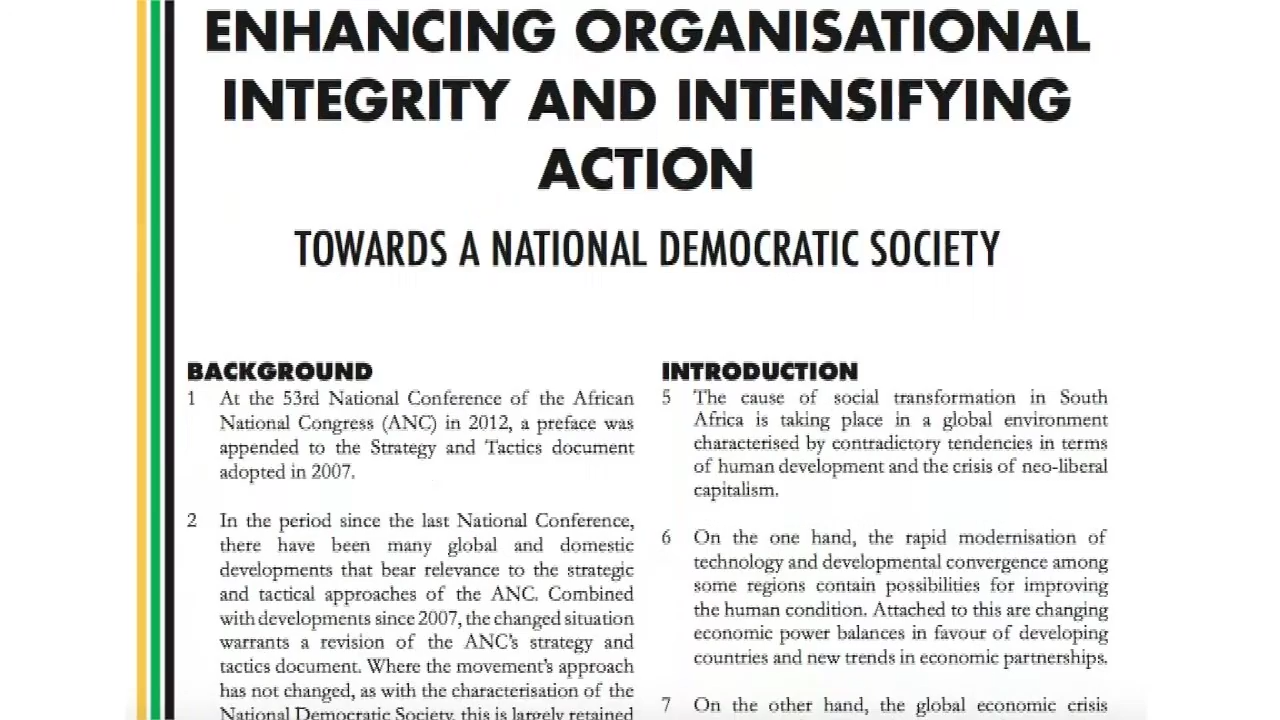 ENHANCING ORGANISATIONAL
INTEGRITY AND INTENSIFYING
ACTION
TOWARDS A NATIONAL DEMOCRATIC SOCIETY
BACKGROUND
1 At the 53rd National Conference of the African
National Congress (ANC) in 2012, a preface was
appended to the Strategy and Tactics document
adopted in 2007.
2 In the period since the last National Conference,
there have been many global and domestic
developments that bear relevance to the strategic
and tactical approaches of the ANC. Combined
with developments since 2007, the changed situation
warrants a revision of the ANC's strategy and
tactics document. Where the movement's approach
has not changed, as with the characterisation of the
National Democratic Society, this is largely retained
INTRODUCTION
5 The cause of social transformation in South
Africa is taking place in a global environment
characterised by contradictory tendencies in terms
of human development and the crisis of neo-liberal
capitalism.
6 On the one hand, the rapid modernisation of
technology and developmental convergence among
some regions contain possibilities for improving
the human condition. Attached to this are changing
economic power balances in favour of developing
countries and new trends in economic partnerships.
7 On the other hand, the global economic crisis